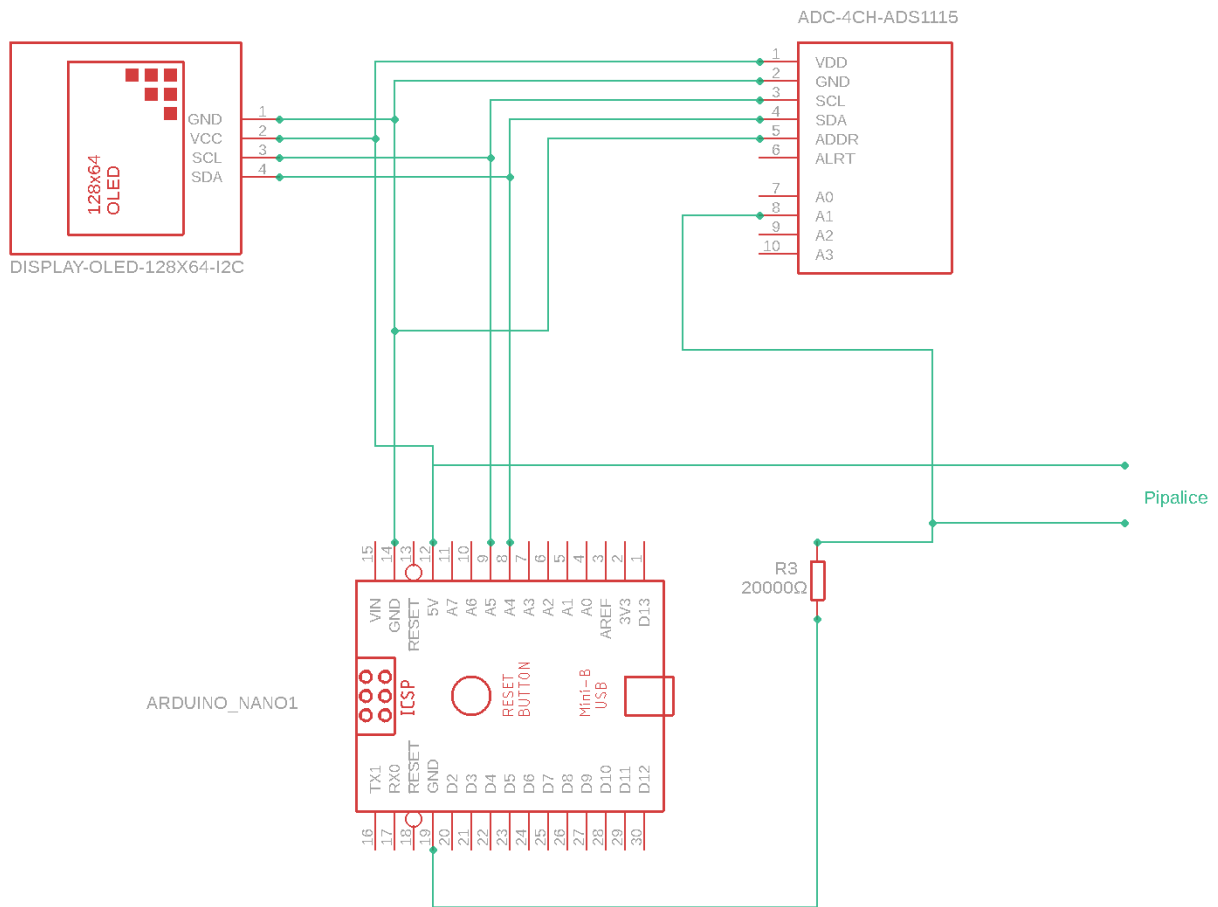 ADC-4CH-ADS1115
1 VDD
2 GND
3 SCL
4 SDA
5 ADDR
6 ALRT
7 A0
8 A1
9 A2
10 A3
128x64
OLED
GND 1
VCC 2
SCL 3
SDA 4
DISPLAY-OLED-128X64-I2C
Pipalice
R3
20000Ω
15 14 13 12 11 10 9 8 7 6 5 4 3 2 1
VIN GND RESET 5V A7 A6 A5 A4 A3 A2 A1 A0 AREF 3V3 D13
ICSP
RESET
BUTTON
Mini-B
USB
ARDUINO_NANO1
TX1 RX0 RESET GND D2 D3 D4 D5 D6 D7 D8 D9 D10 D11 D12
16 17 18 19 20 21 22 23 24 25 26 27 28 29 30